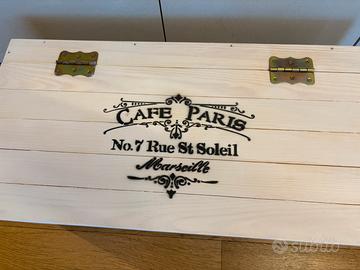 CAFE PARIS
No. 7 Rue St Soleil
Marseille
subito